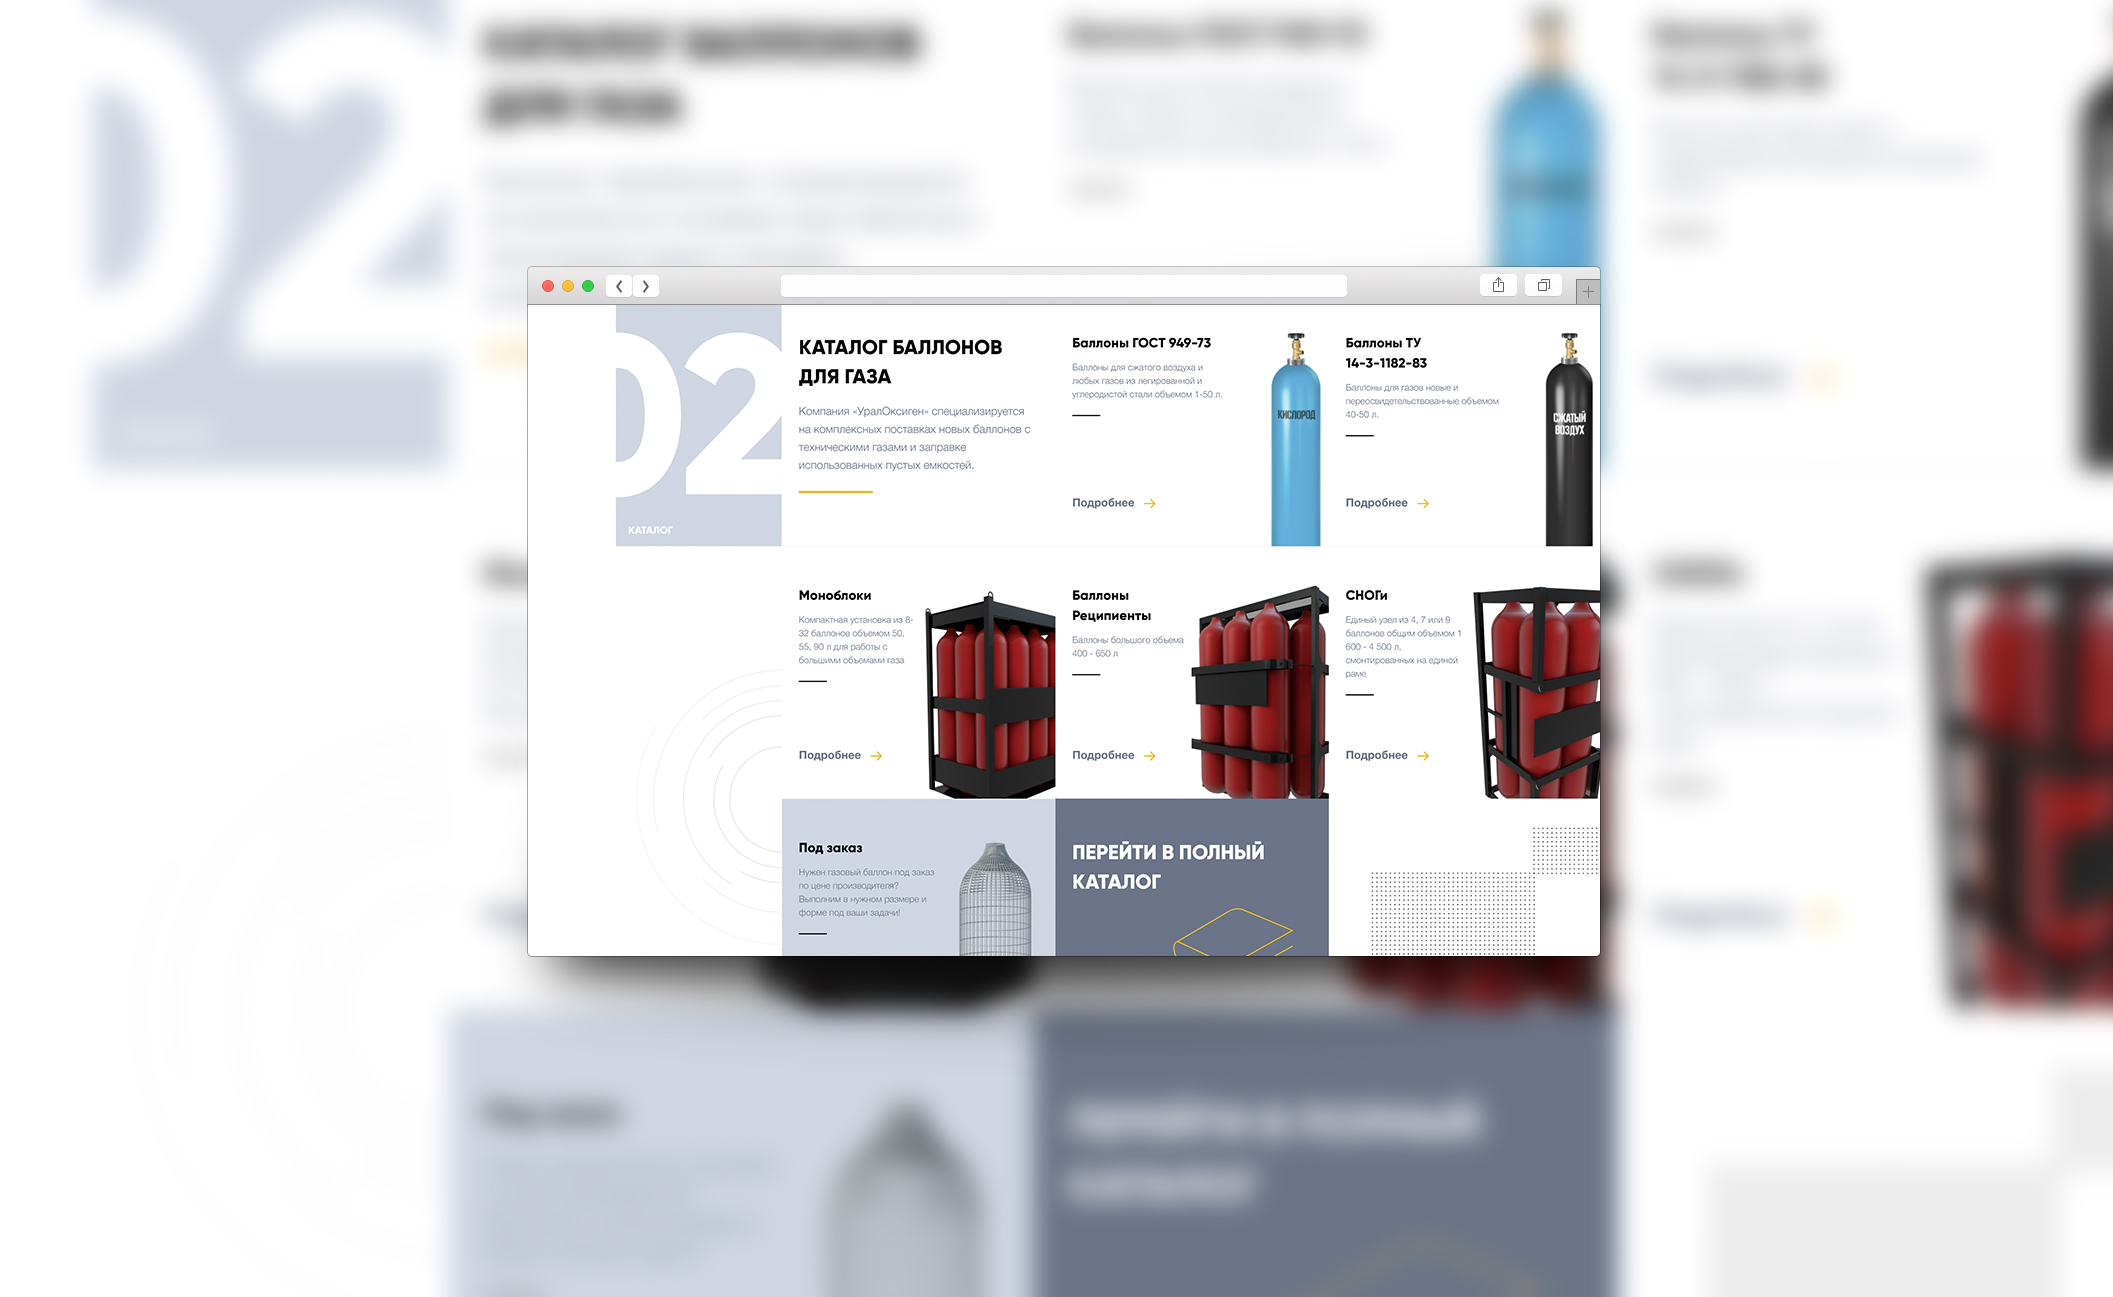 02
КАТАЛОГ
КАТАЛОГ БАЛЛОНОВ
ДЛЯ ГАЗА
Компания «УралОксиген» специализируется
на комплексных поставках новых баллонов с
техническими газами и заправке
использованных пустых емкостей.
Баллоны ГОСТ 949-73
Баллоны для сжатого воздуха и
любых газов из легированной и
углеродистой стали объемом 1-50 л.
Подробнее
КИСЛОРОД
Баллоны ТУ
14-3-1182-83
Баллоны для газов новые и
переосвидетельствованные объемом
40-50 л.
Подробнее
СЖАТЫЙ
ВОЗДУХ
Моноблоки
Компактная установка из 8-
32 баллонов объемом 50,
55, 90 л для работы с
большими объемами газа
Подробнее
Баллоны
Реципиенты
Баллоны большого объема
400 - 650 л
Подробнее
СНОГи
Единый узел из 4, 7 или 9
баллонов общим объемом 1
600 - 4 500 л,
смонтированных на единой
раме
Подробнее
Под заказ
Нужен газовый баллон под заказ
по цене производителя?
Выполним в нужном размере и
форме под ваши задачи!
ПЕРЕЙТИ В ПОЛНЫЙ
КАТАЛОГ